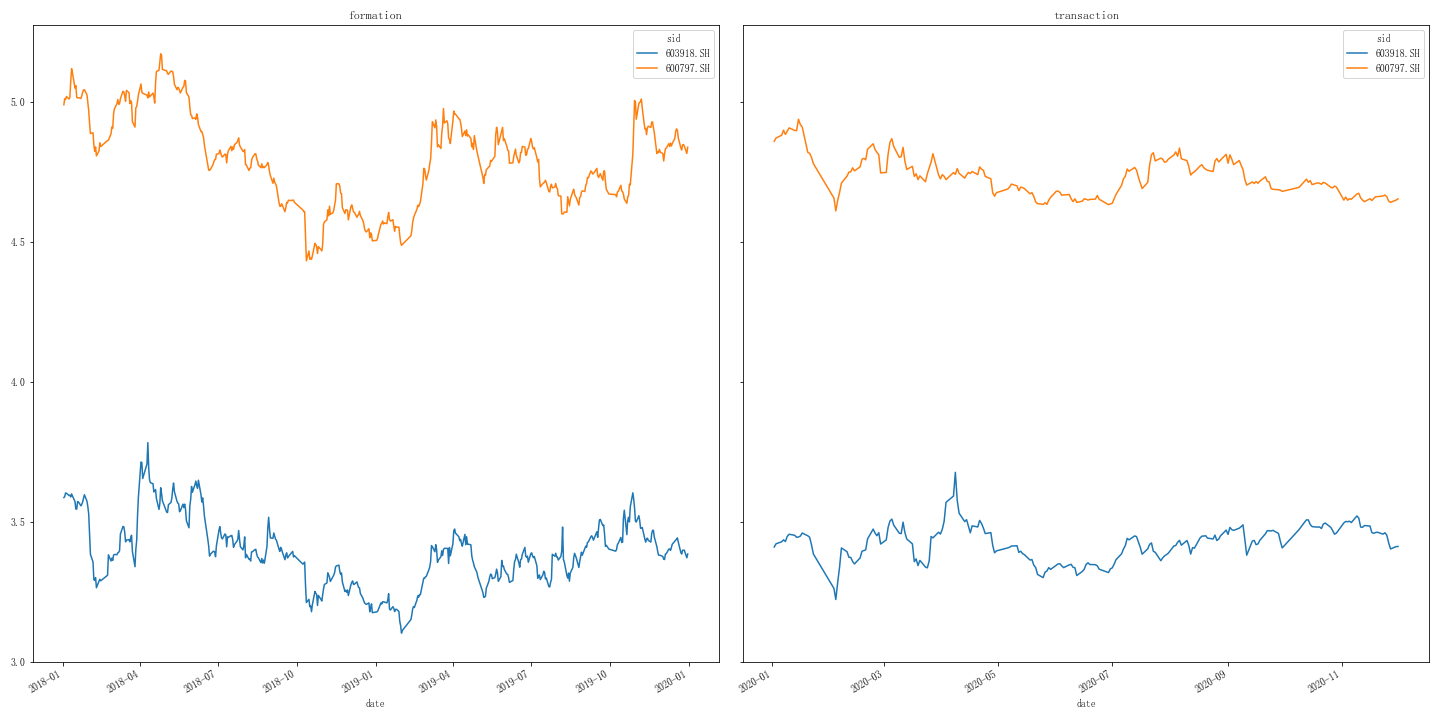 formation
sid
603918.SH
600797.SH
5.0
4.5
4.0
3.5
3.0
2018-01
2018-04
2018-07
2018-10
2019-01
2019-04
2019-07
2019-10
2020-01
date
transaction
sid
603918.SH
600797.SH
2020-01
2020-03
2020-05
2020-07
2020-09
2020-11
date